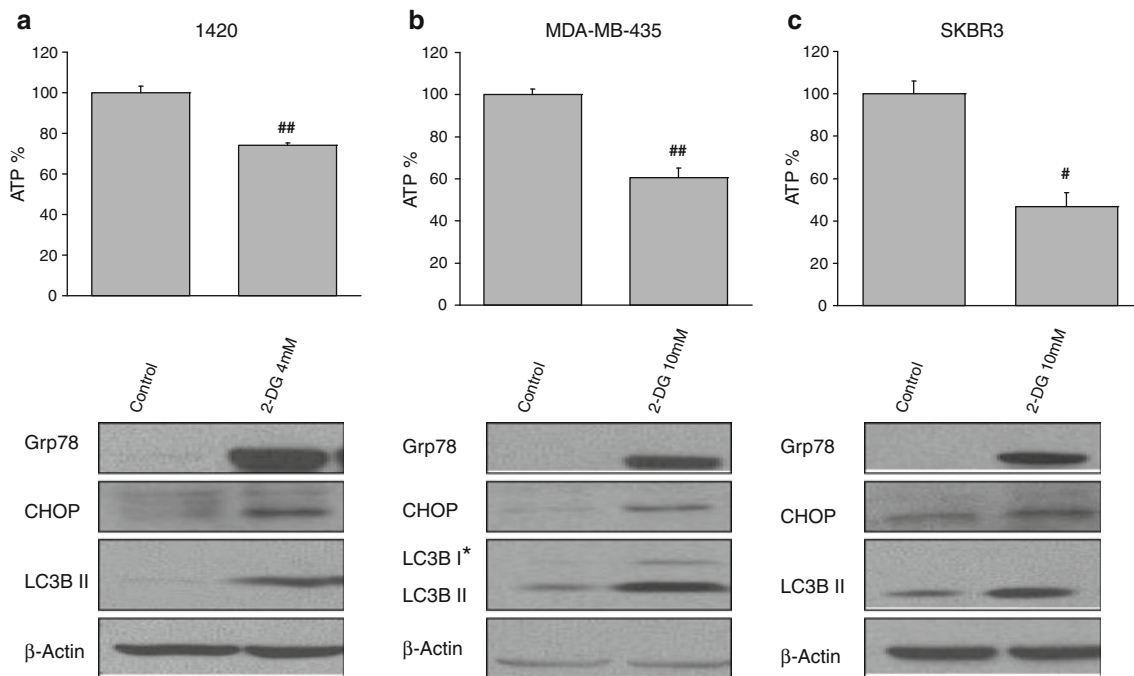 a
1420
120
100
80
60
40
20
0
ATP %
##
Control
2-DG 4mM
Grp78
CHOP
LC3B II
β-Actin
b
MDA-MB-435
120
100
80
60
40
20
0
ATP %
##
Control
2-DG 10mM
Grp78
CHOP
LC3B I*
LC3B II
β-Actin
c
SKBR3
120
100
80
60
40
20
0
ATP %
#
Control
2-DG 10mM
Grp78
CHOP
LC3B II
β-Actin